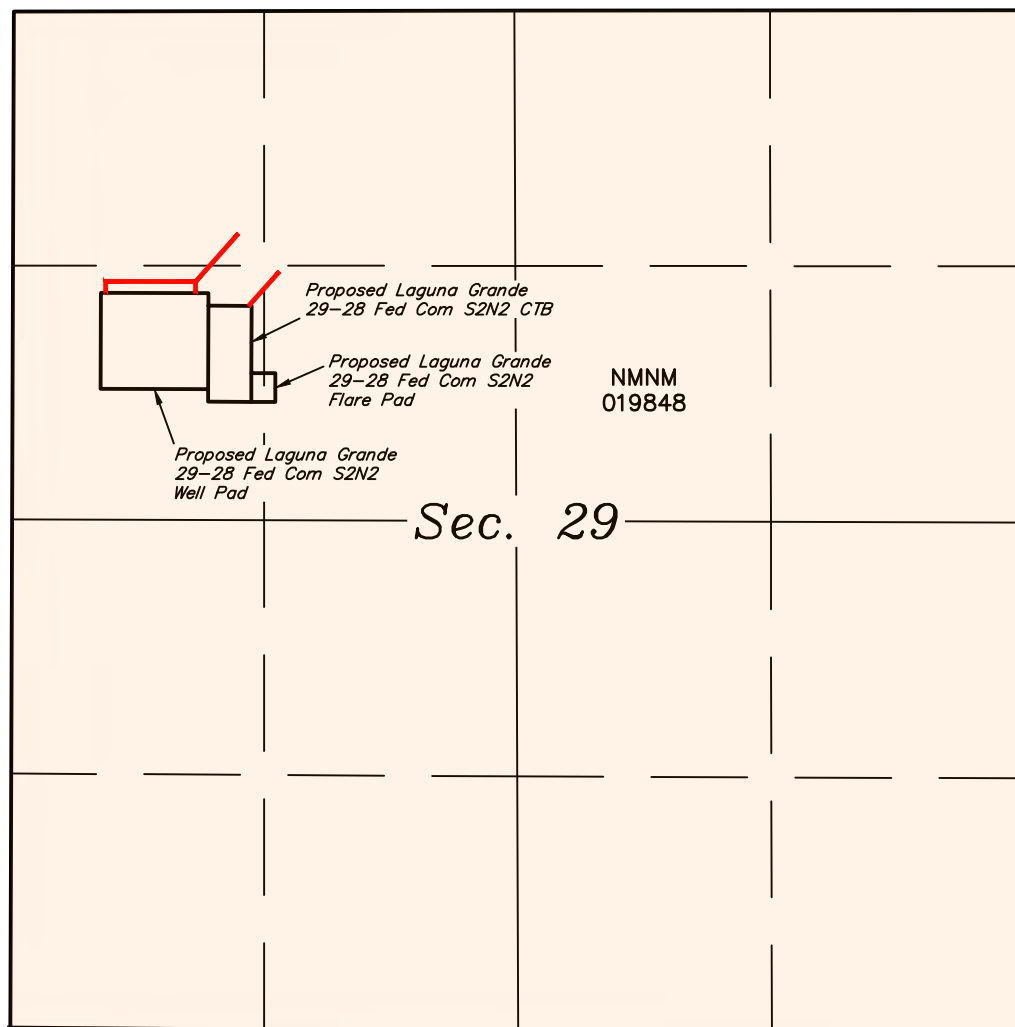 Proposed Laguna Grande
29-28 Fed Com S2N2 CTB
Proposed Laguna Grande
29-28 Fed Com S2N2
Flare Pad
NMNM
019848
Proposed Laguna Grande
29-28 Fed Com S2N2
Well Pad
Sec. 29